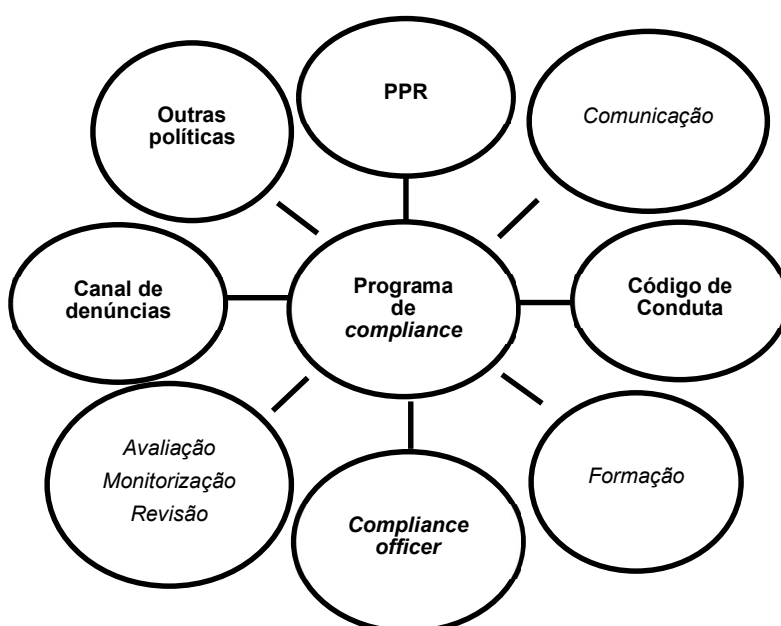 PPR
Comunicação
Outras
políticas
Canal de
denúncias
Programa
de
compliance
Código de
Conduta
Avaliação
Monitorização
Revisão
Compliance
officer
Formação